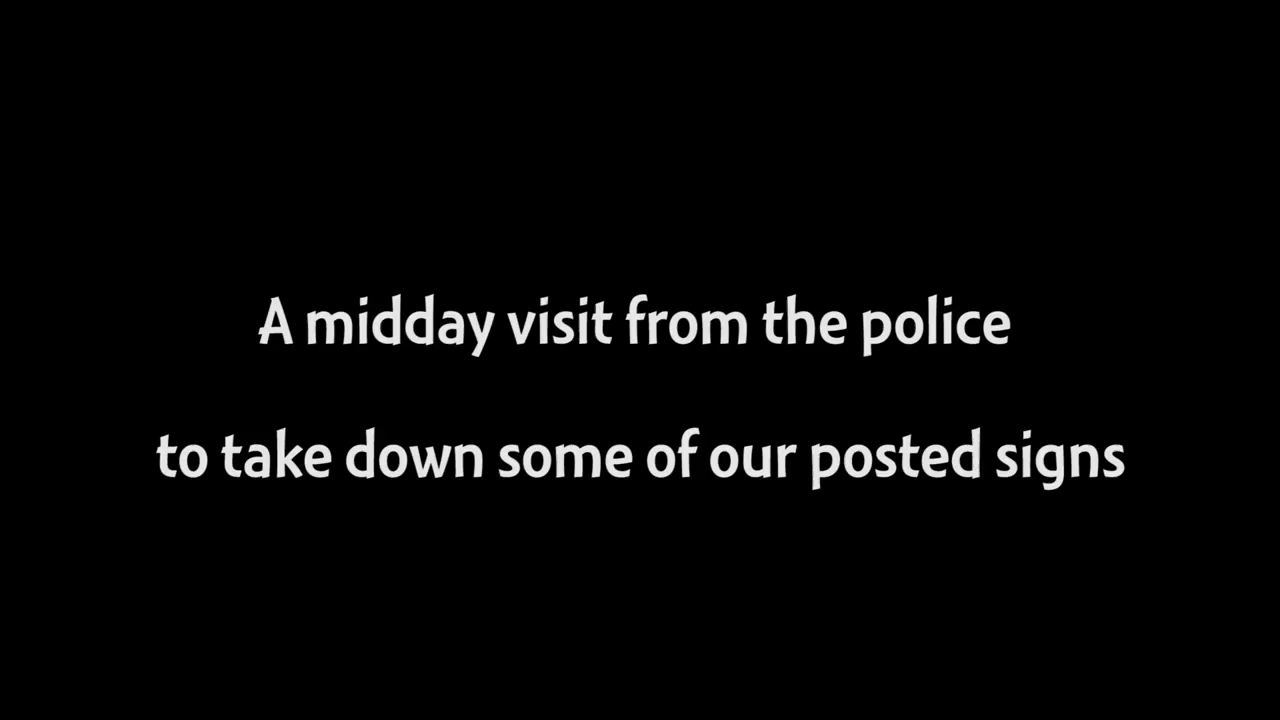 A midday visit from the police
to take down some of our posted signs